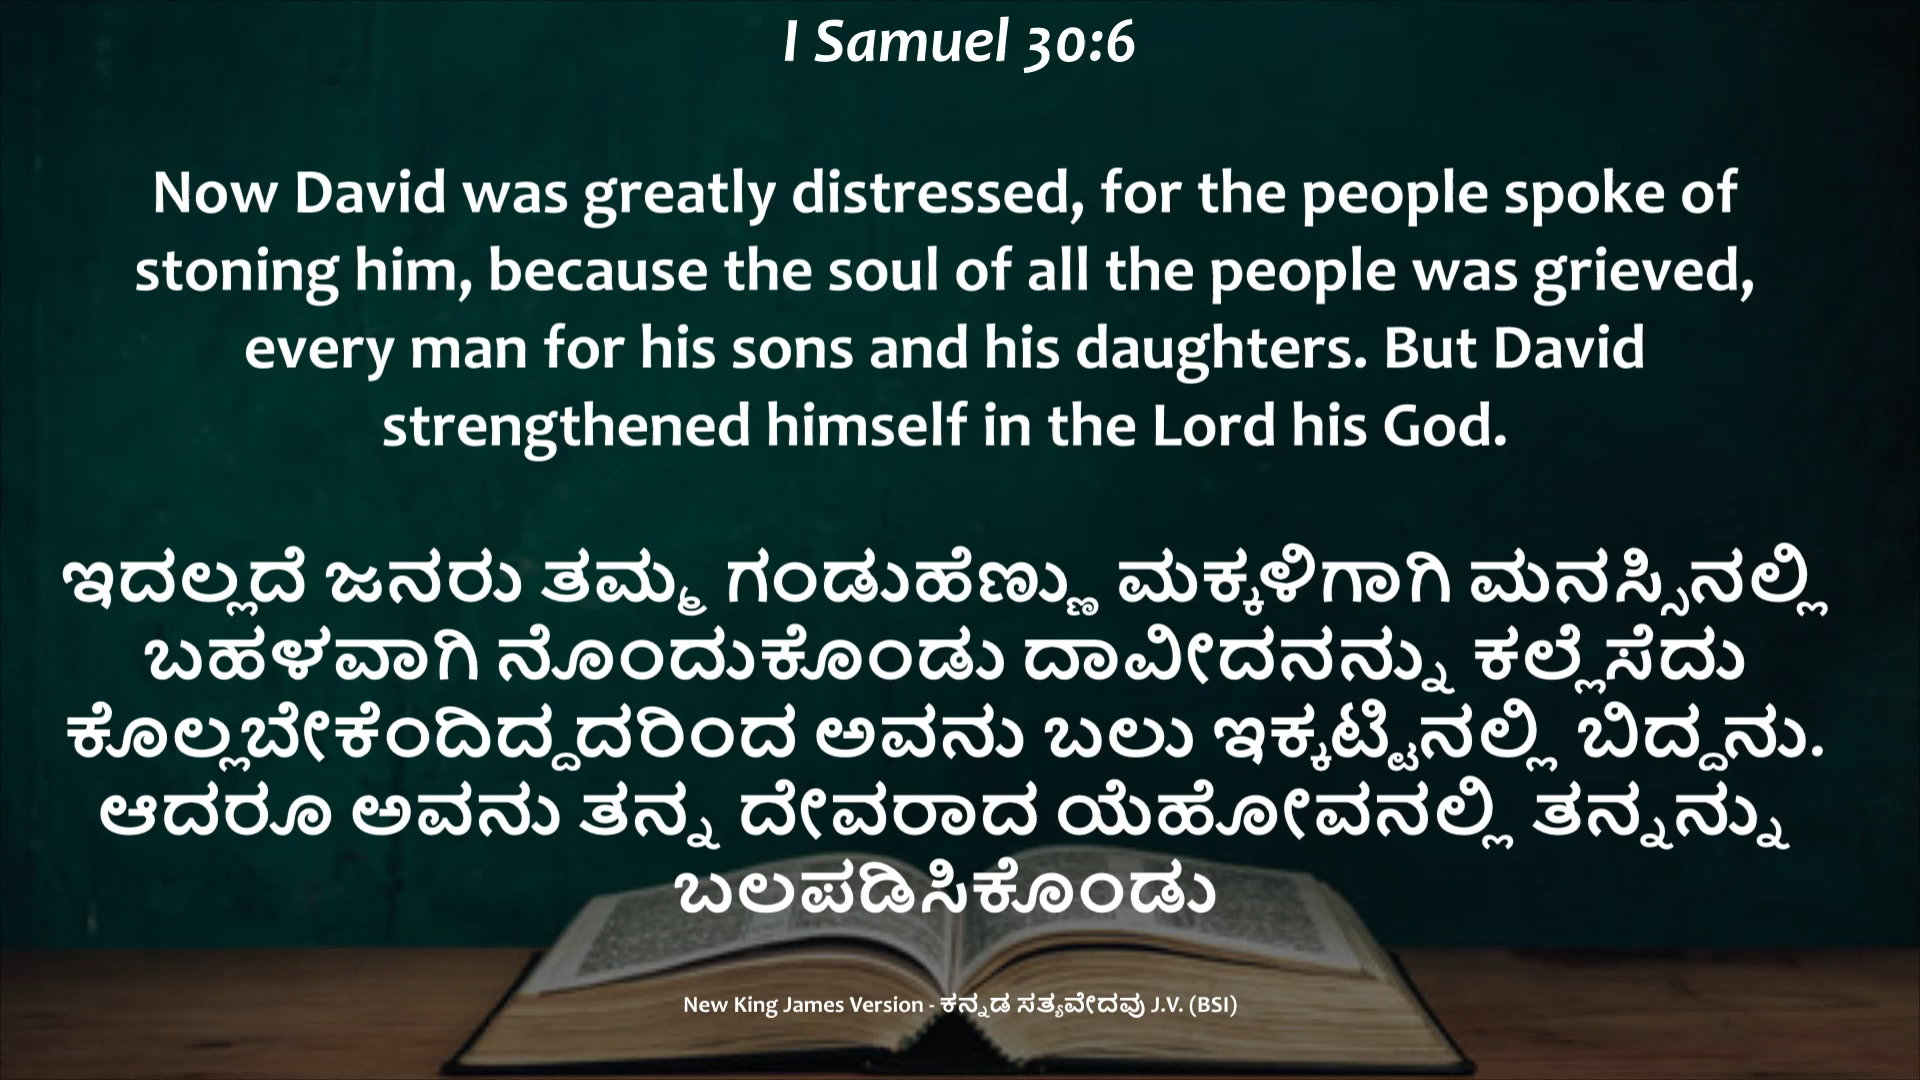 I Samuel 30:6
Now David was greatly distressed, for the people spoke of
stoning him, because the soul of all the people was grieved,
every man for his sons and his daughters. But David
strengthened himself in the Lord his God.
ಇದಲ್ಲದೆ ಜನರು ತಮ್ಮ ಗಂಡುಹೆಣ್ಣು ಮಕ್ಕಳಿಗಾಗಿ ಮನಸ್ಸಿನಲ್ಲಿ
ಬಹಳವಾಗಿ ನೊಂದುಕೊಂಡು ದಾವೀದನನ್ನು ಕಲ್ಲೆಸೆದು
ಕೊಲ್ಲಬೇಕೆಂದಿದ್ದದರಿಂದ ಅವನು ಬಲು ಇಕ್ಕಟ್ಟಿನಲ್ಲಿ ಬಿದ್ದನು.
ಆದರೂ ಅವನು ತನ್ನ ದೇವರಾದ ಯೆಹೋವನಲ್ಲಿ ತನ್ನನ್ನು
ಬಲಪಡಿಸಿಕೊಂಡು
New King James Version - ಕನ್ನಡ ಸತ್ಯವೇದವು J.V. (BSI)